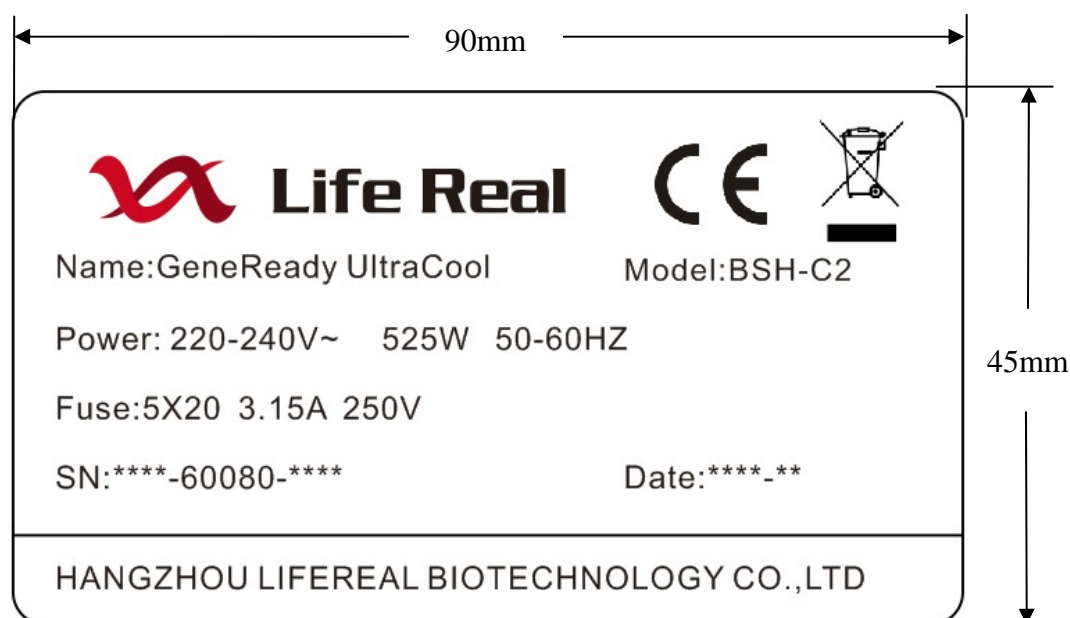 90mm
Life Real CE
Name:GeneReady UltraCool Model:BSH-C2
Power: 220-240V~ 525W 50-60HZ
45mm
Fuse:5X20 3.15A 250V
SN:****-60080-**** Date:****-**
HANGZHOU LIFEREAL BIOTECHNOLOGY CO.,LTD